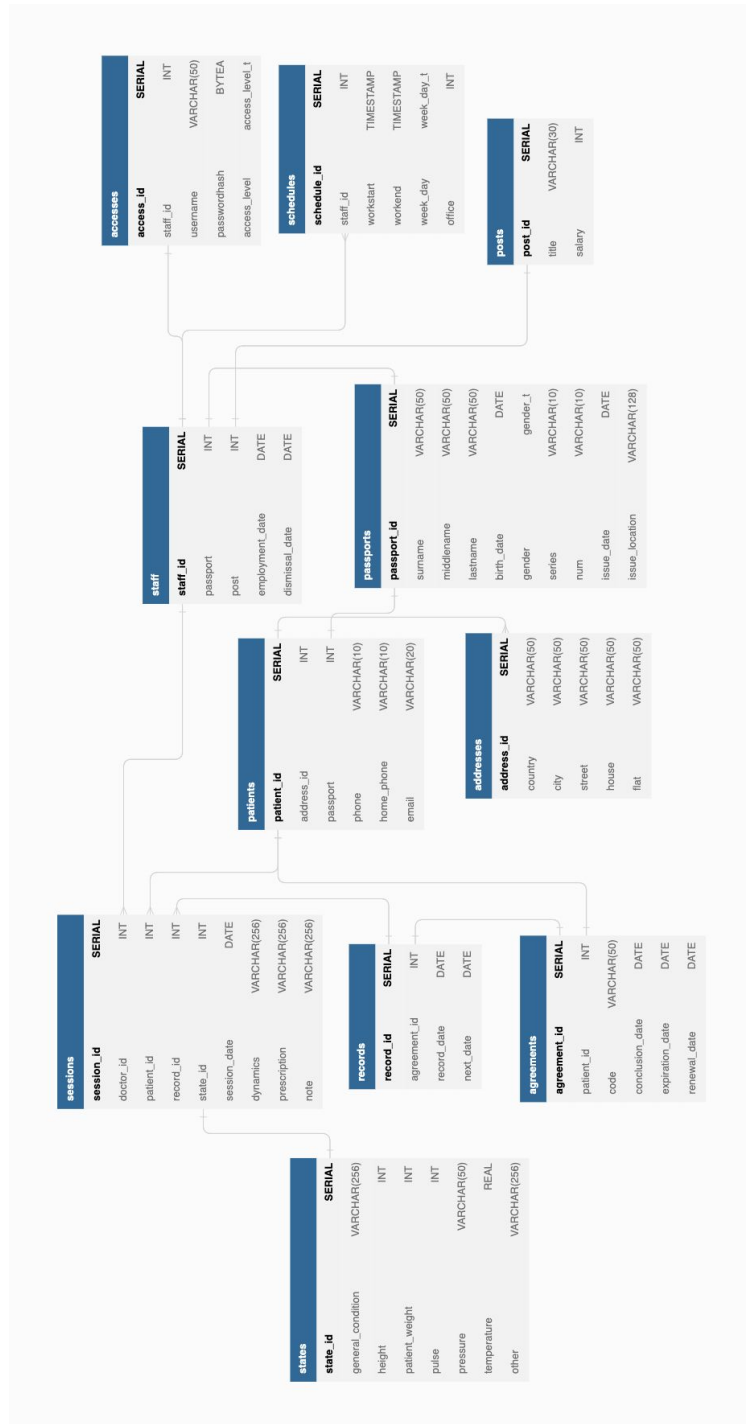 states
state_id SERIAL
general_condition VARCHAR(256)
height INT
patient_weight INT
pulse INT
pressure VARCHAR(50)
temperature REAL
other VARCHAR(256)
sessions
session_id SERIAL
doctor_id INT
patient_id INT
record_id INT
state_id INT
session_date DATE
dynamics VARCHAR(256)
prescription VARCHAR(256)
note VARCHAR(256)
records
record_id SERIAL
agreement_id INT
record_date DATE
next_date DATE
agreements
agreement_id SERIAL
patient_id INT
code VARCHAR(50)
conclusion_date DATE
expiration_date DATE
renewal_date DATE
patients
patient_id SERIAL
address_id INT
passport INT
phone VARCHAR(10)
home_phone VARCHAR(10)
email VARCHAR(20)
addresses
address_id SERIAL
country VARCHAR(50)
city VARCHAR(50)
street VARCHAR(50)
house VARCHAR(50)
flat VARCHAR(50)
staff
staff_id SERIAL
passport INT
post INT
employment_date DATE
dismissal_date DATE
passports
passport_id SERIAL
surname VARCHAR(50)
middlename VARCHAR(50)
lastname VARCHAR(50)
birth_date DATE
gender gender_t
series VARCHAR(10)
num VARCHAR(10)
issue_date DATE
issue_location VARCHAR(128)
accesses
access_id SERIAL
staff_id INT
username VARCHAR(50)
passwordhash BYTEA
access_level access_level_t
schedules
schedule_id SERIAL
staff_id INT
workstart TIMESTAMP
workend TIMESTAMP
week_day week_day_t
office INT
posts
post_id SERIAL
title VARCHAR(30)
salary INT